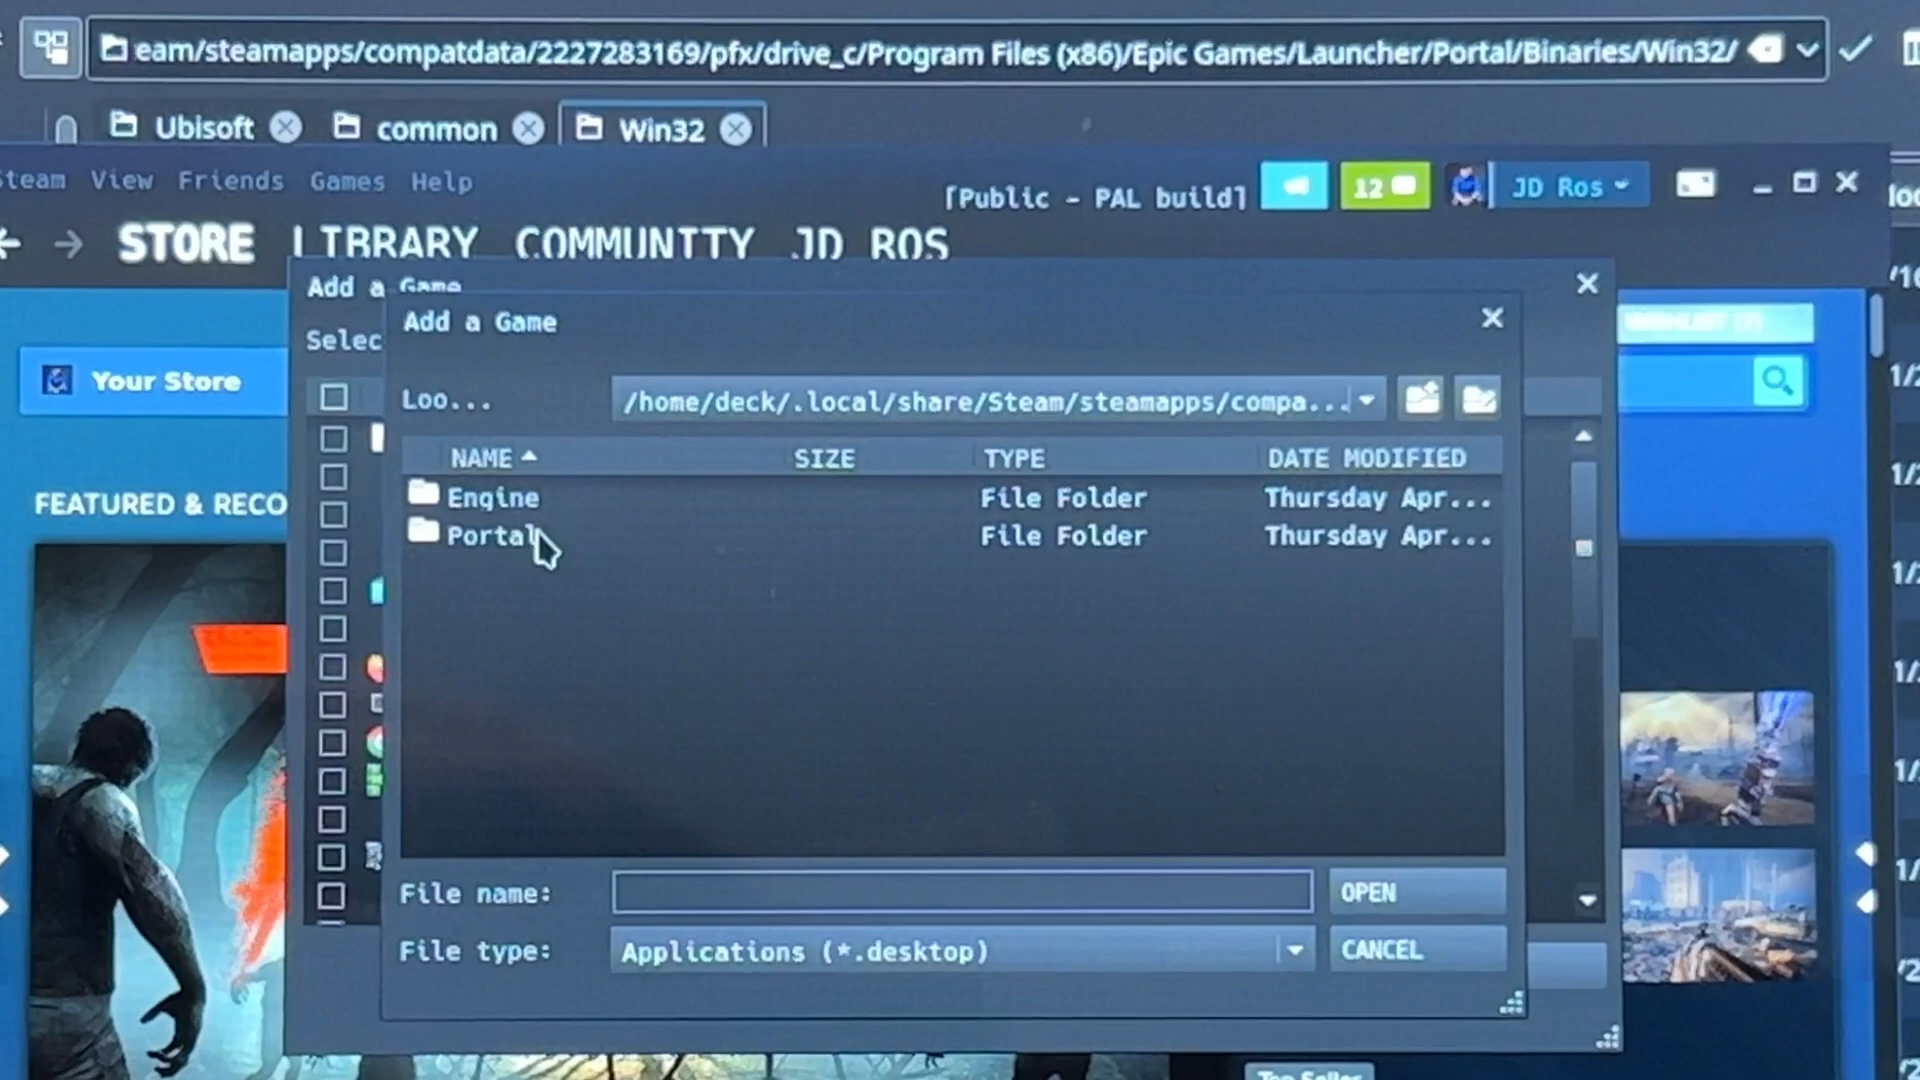 eam/steamapps/compatdata/2227283169/pfx/drive_c/Program Files (x86)/Epic Games/Launcher/Portal/Binaries/Win32/
Ubisoft common Win32
Steam View Friends Games Help
[Public - PAL build] 12 JD Ros
STORE LIBRARY COMMUNITY JD ROS
Add a Game
Selec
Add a Game
Your Store
Loo... /home/deck/.local/share/Steam/steamapps/compa...
NAME SIZE TYPE DATE MODIFIED
Engine File Folder Thursday Apr...
Portal File Folder Thursday Apr...
FEATURED & RECO
File name: OPEN
File type: Applications (*.desktop) CANCEL
Top Seller